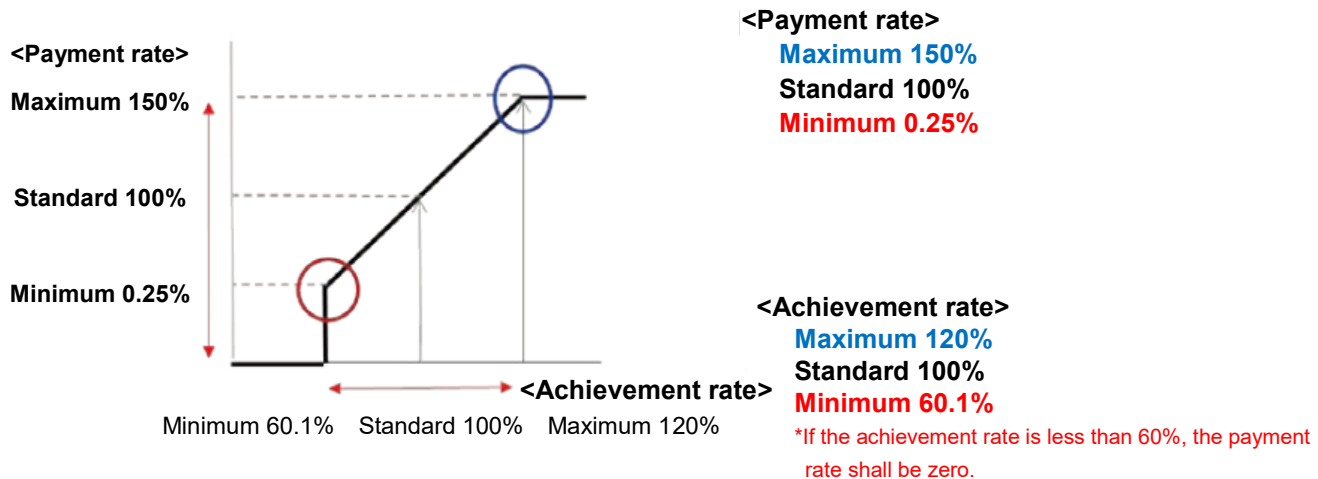 <Payment rate>
Maximum 150%
Standard 100%
Minimum 0.25%
<Achievement rate>
Minimum 60.1% Standard 100% Maximum 120%
<Payment rate>
Maximum 150%
Standard 100%
Minimum 0.25%
<Achievement rate>
Maximum 120%
Standard 100%
Minimum 60.1%
*If the achievement rate is less than 60%, the payment
rate shall be zero.